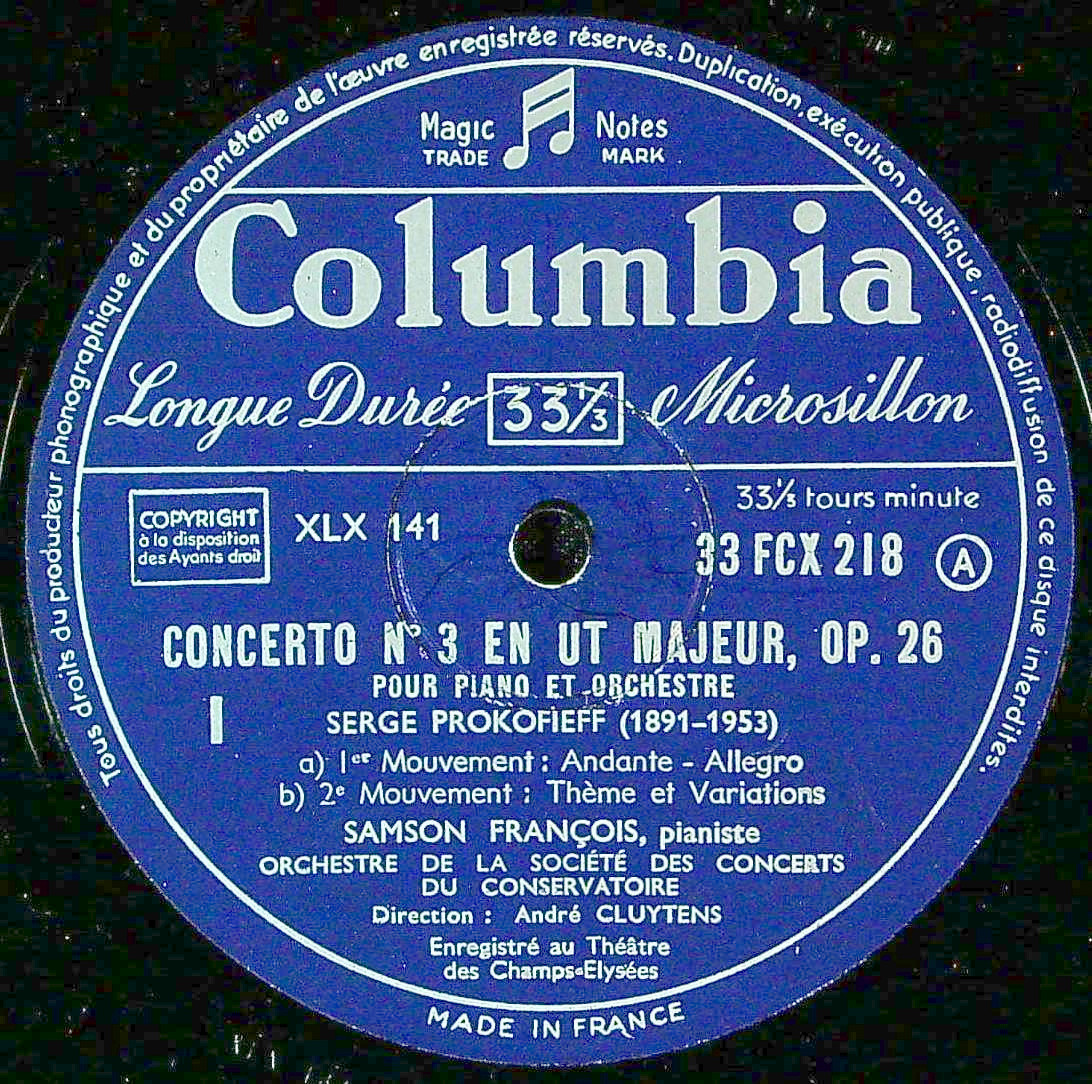 Tous droits du producteur phonographique et du propriétaire de l'œuvre enregistrée réservés. Duplication, exécution publique, radiodiffusion de ce disque interdites.
Magic Notes
TRADE MARK
Columbia
Longue Durée 33⅓ Microsillon
33⅓ tours minute
COPYRIGHT
à la disposition
des Ayants droit
XLX 141
33 FCX 218 A
CONCERTO N° 3 EN UT MAJEUR, OP. 26
POUR PIANO ET ORCHESTRE
I
SERGE PROKOFIEFF (1891-1953)
a) 1er Mouvement : Andante - Allegro
b) 2e Mouvement : Thème et Variations
SAMSON FRANÇOIS, pianiste
ORCHESTRE DE LA SOCIÉTÉ DES CONCERTS
DU CONSERVATOIRE
Direction : André CLUYTENS
Enregistré au Théâtre
des Champs-Elysées
MADE IN FRANCE